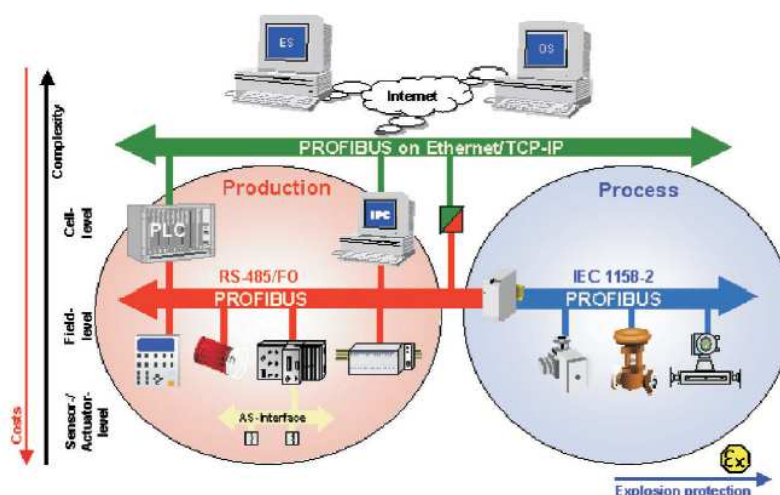 ES
OS
Internet
PROFIBUS on Ethernet/TCP-IP
Complexity
Production
Process
Cell-
level
PLC
IPC
RS-485/FO
IEC 1158-2
PROFIBUS
PROFIBUS
Field-
level
AS-Interface
Sensor-/
Actuator-
level
Costs
Ex
Explosion protection